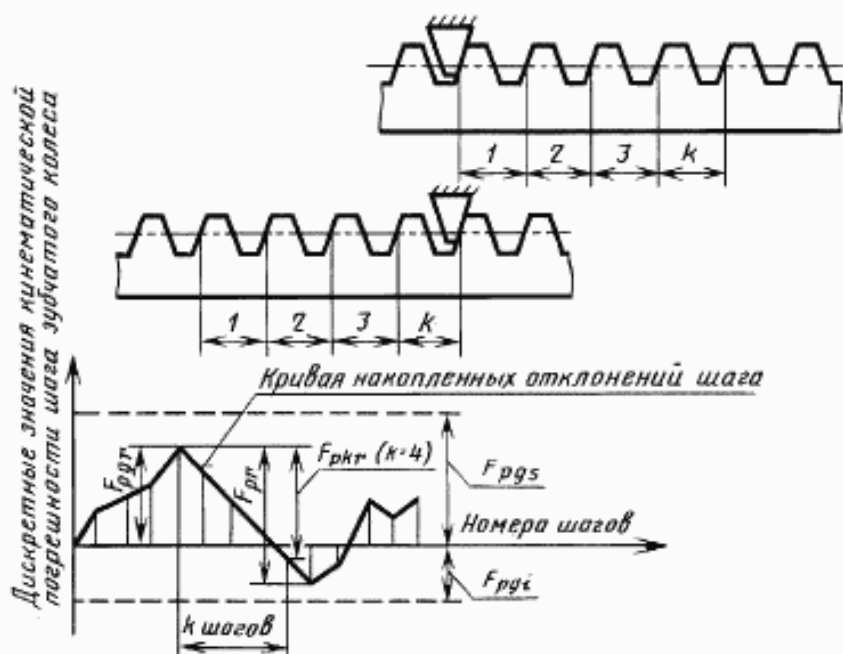 1 2 3 k
1 2 3 k
Дискретные значения кинематической
погрешности шага зубчатого колеса
Кривая накопленных отклонений шага
Fpgr
Fpr
Fpkr (k=4)
Fpgs
Номера шагов
Fpgi
k шагов